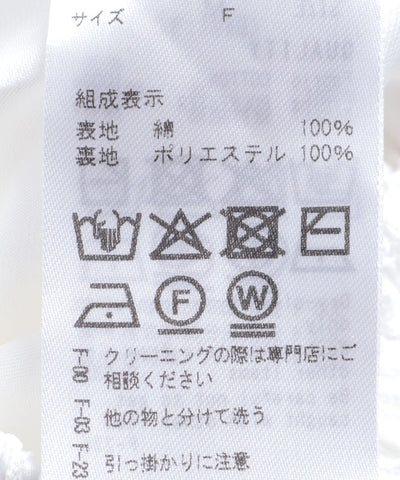 サイズ F
組成表示
表地 綿 100%
裏地 ポリエステル 100%
F
W
F-00 クリーニングの際は専門店にご
相談ください
F-03 他の物と分けて洗う
F-23 引っ掛かりに注意